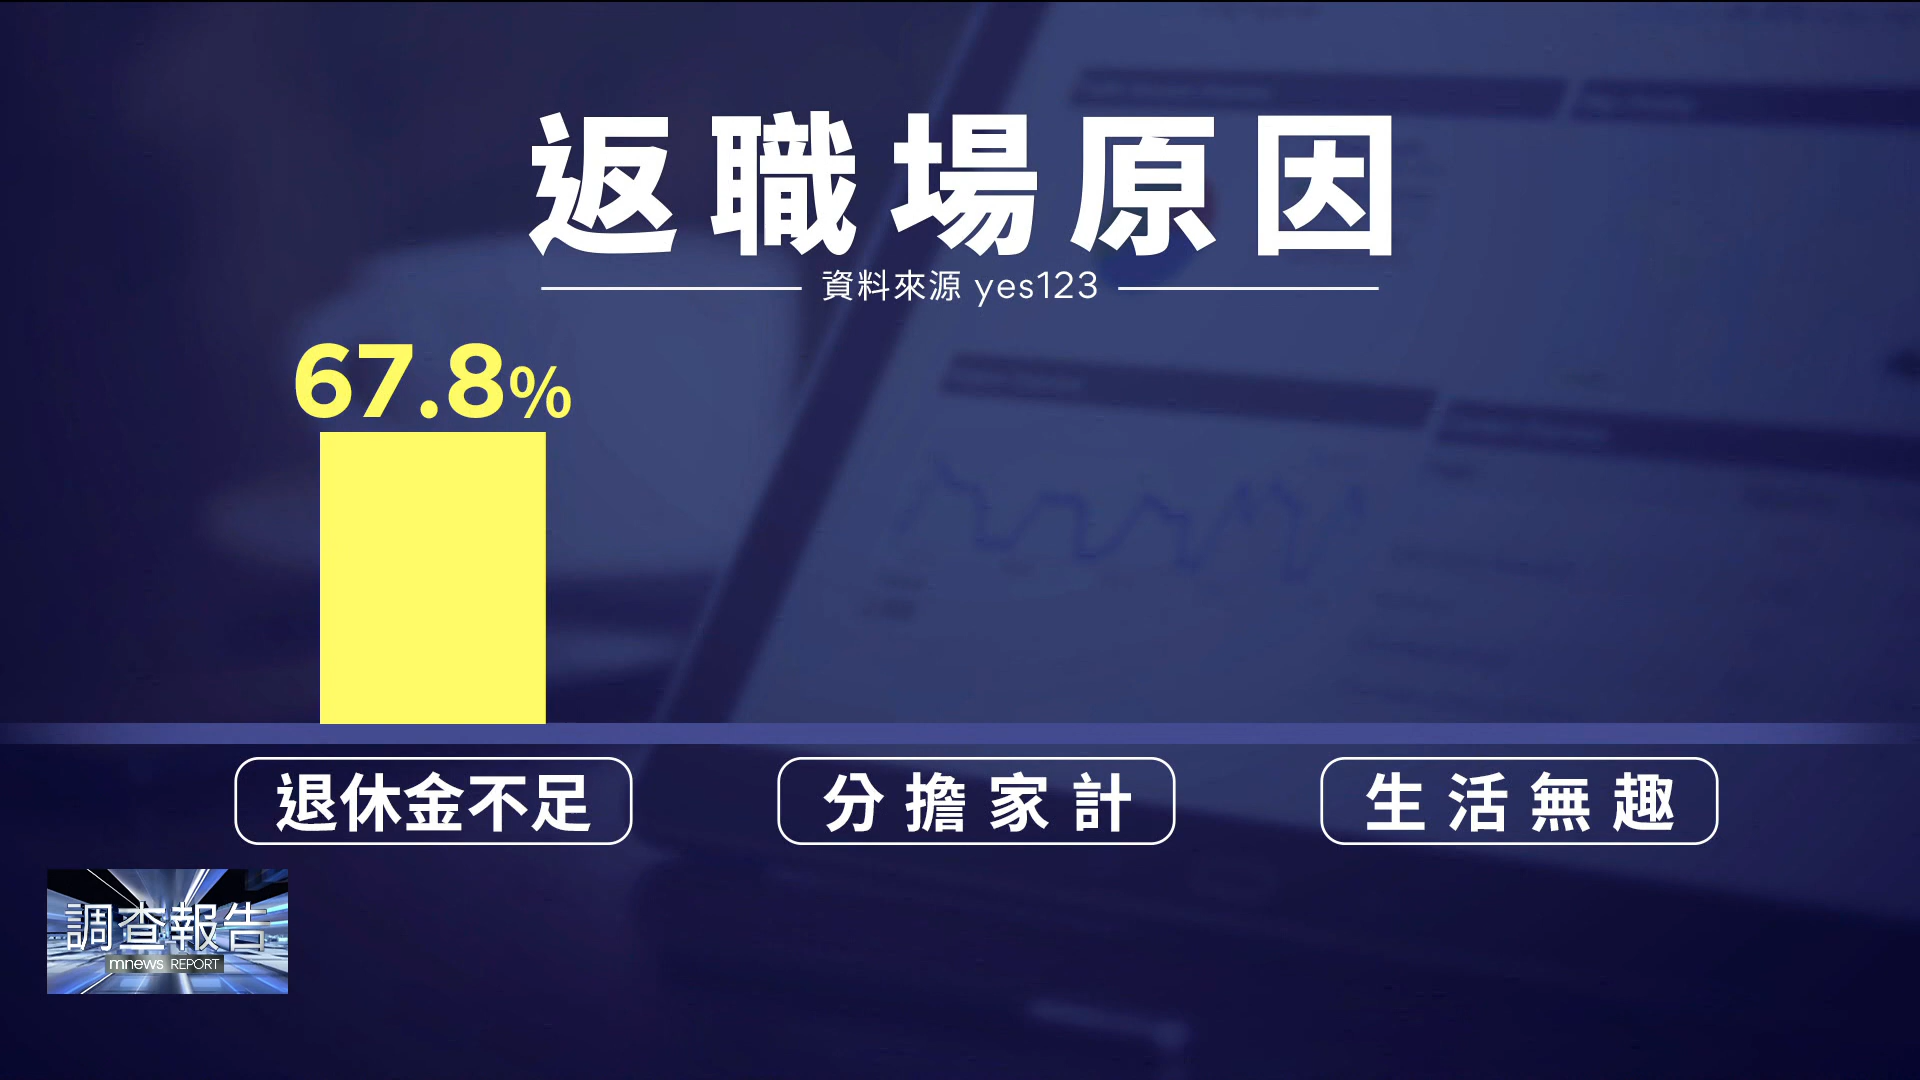 返職場原因
資料來源 yes123
67.8%
退休金不足
分擔家計
生活無趣
調查報告
mnews REPORT